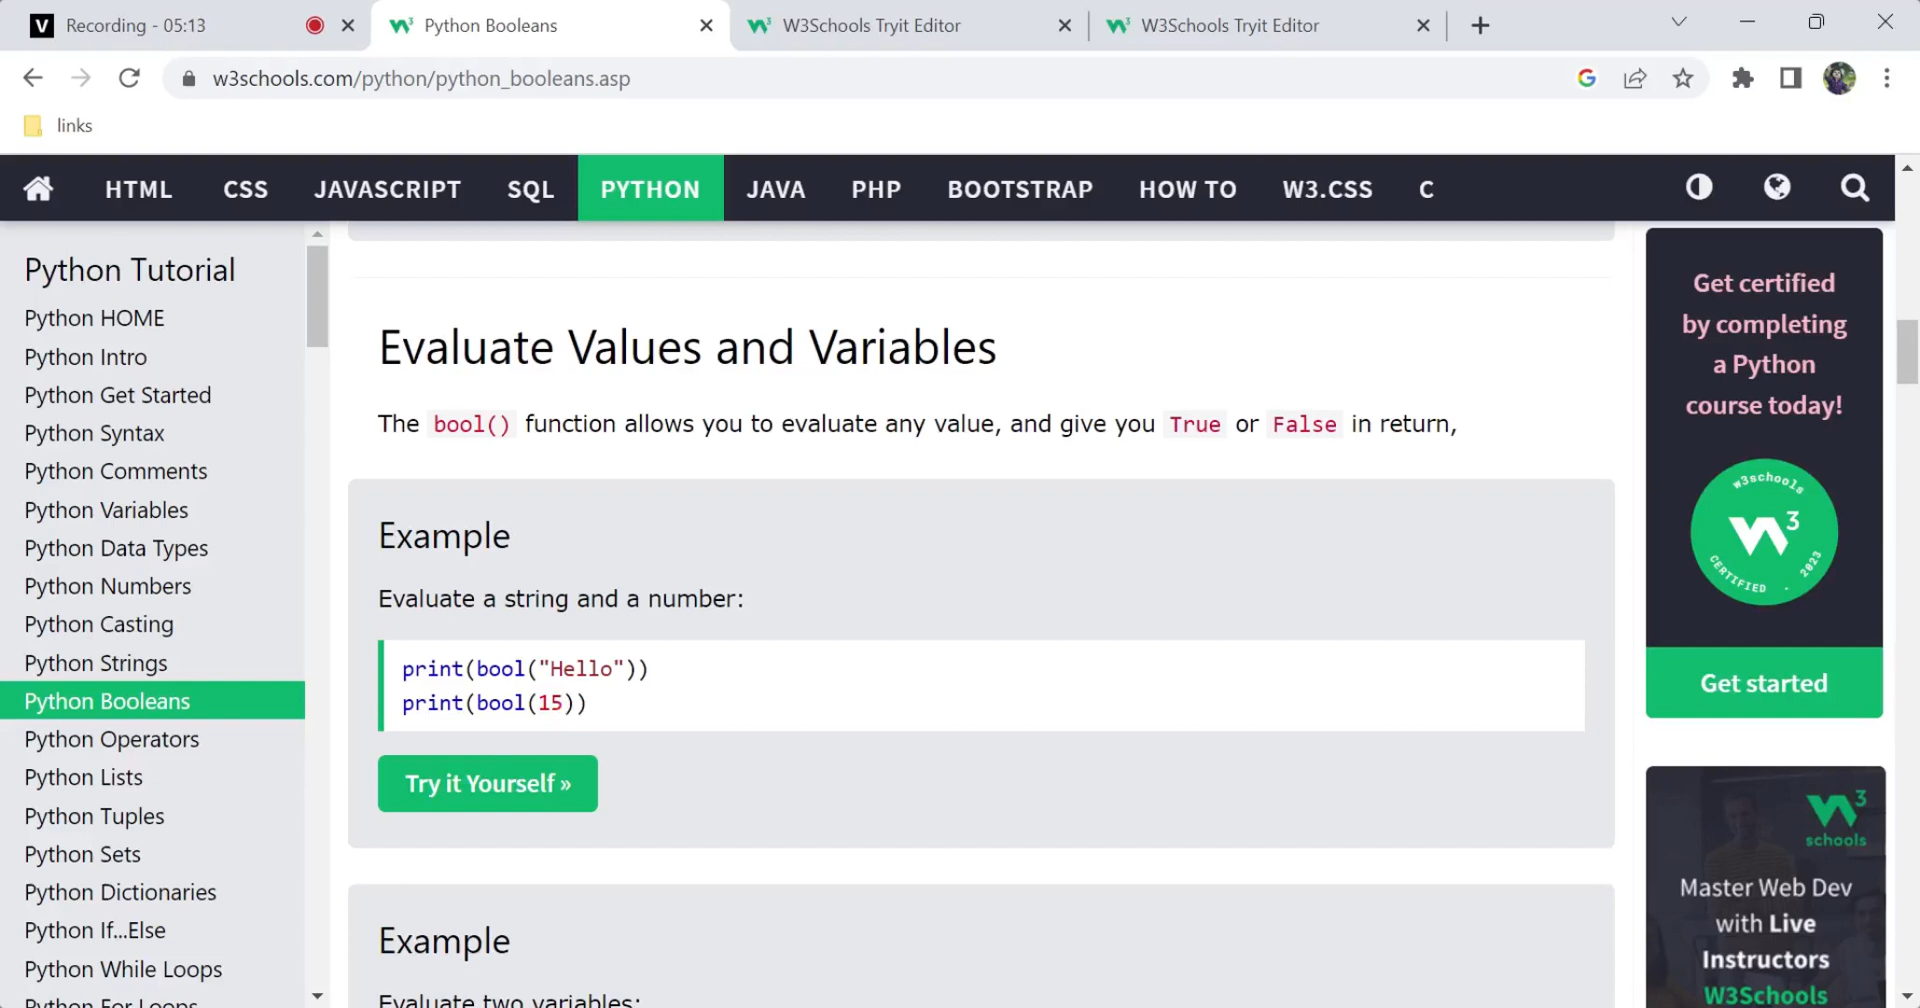 Recording - 05:13
Python Booleans
W3Schools Tryit Editor
W3Schools Tryit Editor
w3schools.com/python/python_booleans.asp
links
HTML CSS JAVASCRIPT SQL PYTHON JAVA PHP BOOTSTRAP HOW TO W3.CSS C
Python Tutorial
Python HOME
Python Intro
Python Get Started
Python Syntax
Python Comments
Python Variables
Python Data Types
Python Numbers
Python Casting
Python Strings
Python Booleans
Python Operators
Python Lists
Python Tuples
Python Sets
Python Dictionaries
Python If...Else
Python While Loops
Python For Loops
Evaluate Values and Variables
The bool() function allows you to evaluate any value, and give you True or False in return,
Example
Evaluate a string and a number:
print(bool("Hello"))
print(bool(15))
Try it Yourself »
Example
Evaluate two variables:
Get certified
by completing
a Python
course today!
w3schools
W3
CERTIFIED . 2023
Get started
W3
schools
Master Web Dev
with Live
Instructors
W3Schools